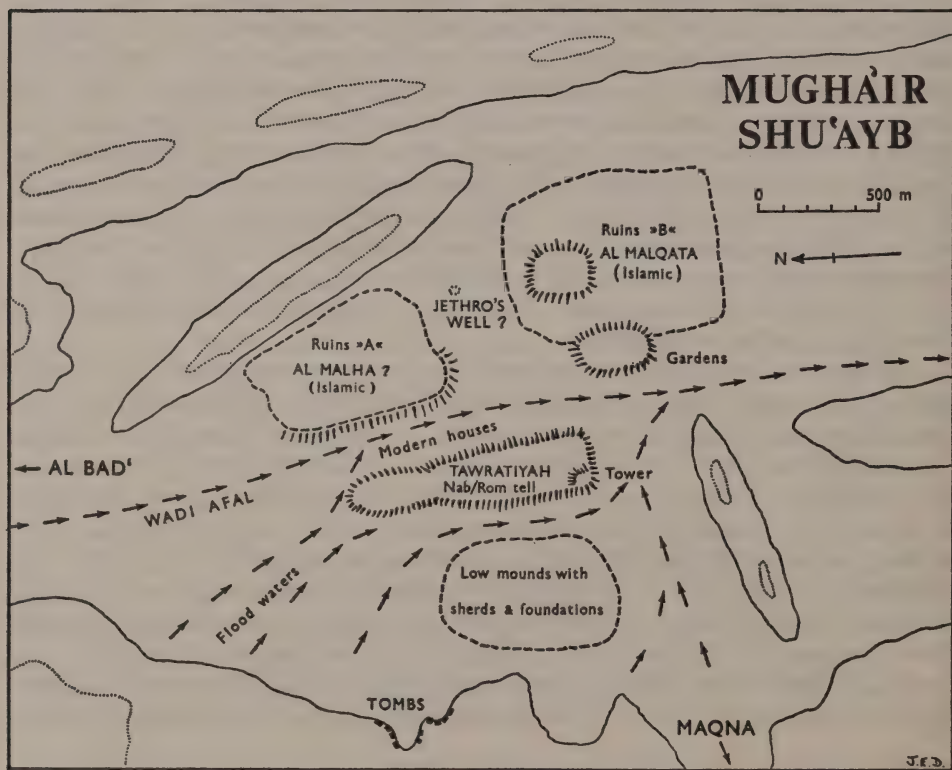 MUGHA'IR
SHU'AYB
0 500 m
N
Ruins »B«
AL MALQATA
(Islamic)
JETHRO'S
WELL ?
Ruins »A«
AL MALHA ?
(Islamic)
Gardens
Modern houses
AL BAD'
TAWRATIYAH
Nab/Rom tell
Tower
WADI AFAL
Low mounds with
sherds & foundations
Flood waters
TOMBS
MAQNA
J.E.D.